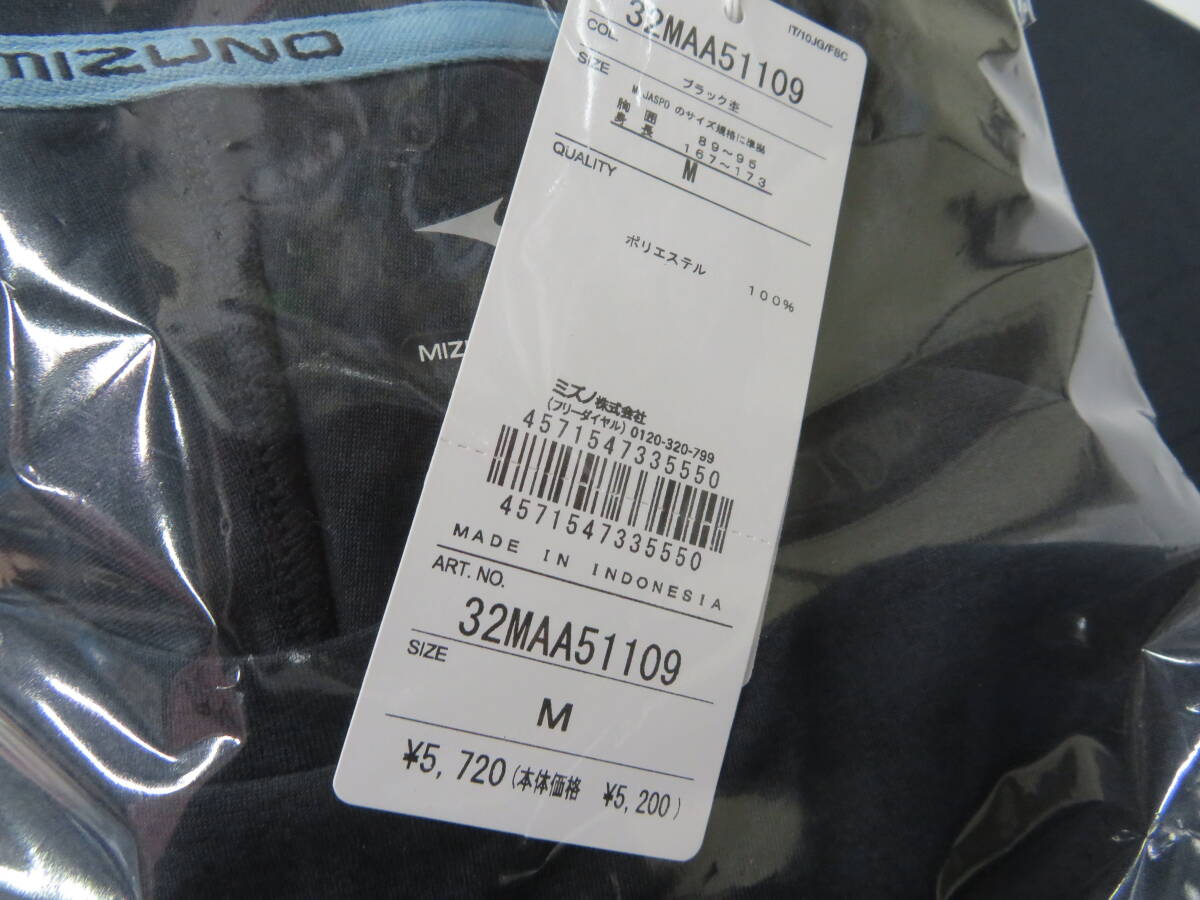 MIZUNO
MIZ
IT/10JG/FBC
32MAA51109
COL.
ブラック杢
SIZE
JASPO のサイズ規格に準拠
胸囲 89~95
身長 167~173
M
QUALITY
ポリエステル
100%
ミズノ株式会社
(フリーダイヤル) 0120-320-799
4571547335550
4571547335550
MADE IN INDONESIA
ART. NO.
32MAA51109
SIZE
M
¥5,720(本体価格 ¥5,200)